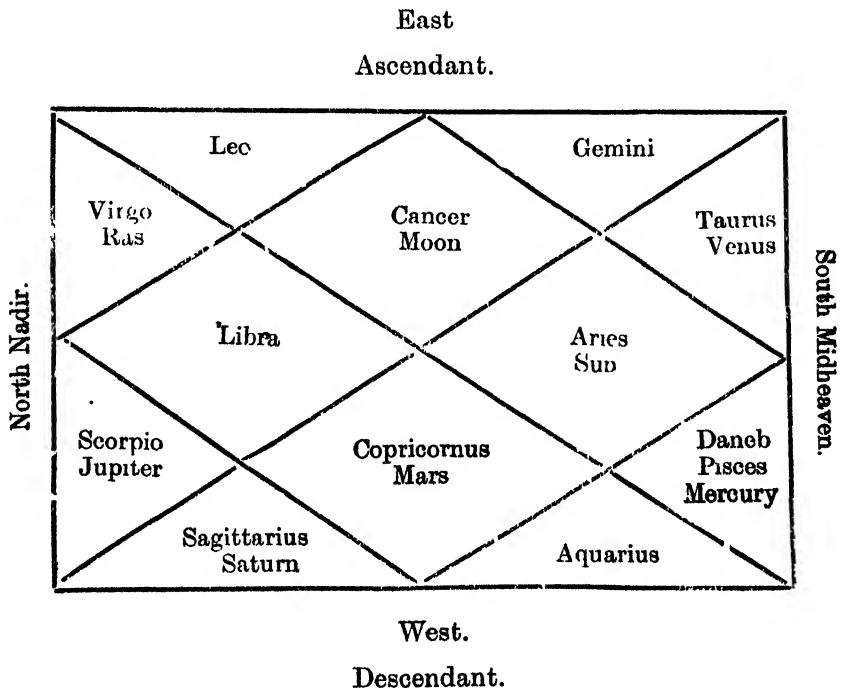 East
Ascendant.
Leo
Gemini
Virgo
Ras
Cancer
Moon
Taurus
Venus
North Nadir.
Libra
Aries
Sun
South Midheaven.
Scorpio
Jupiter
Copricornus
Mars
Daneb
Pisces
Mercury
Sagittarius
Saturn
Aquarius
West.
Descendant.